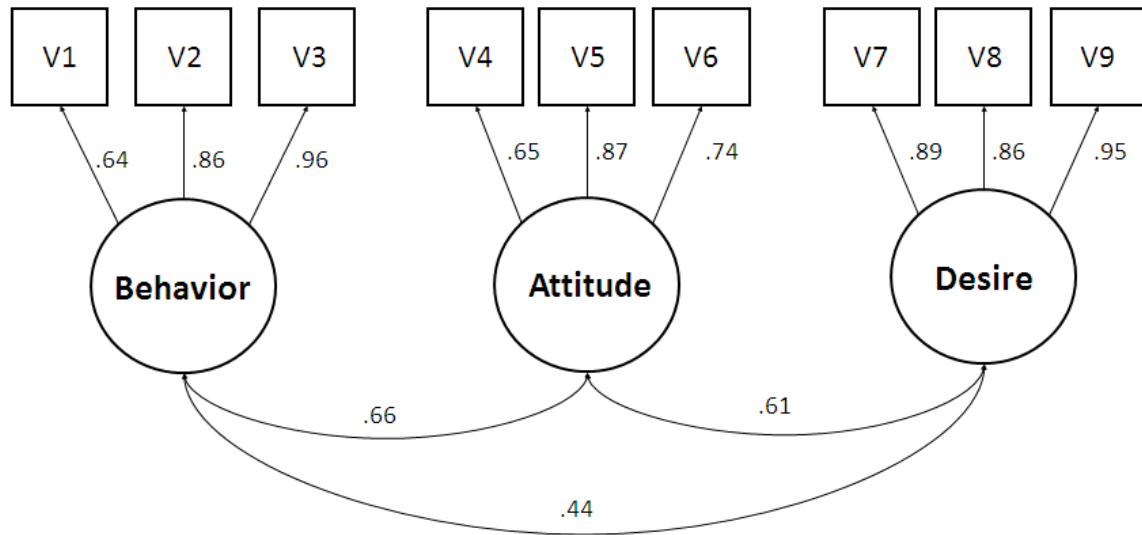 V1 V2 V3 V4 V5 V6 V7 V8 V9
.64 .86 .96 .65 .87 .74 .89 .86 .95
Behavior Attitude Desire
.66 .61
.44